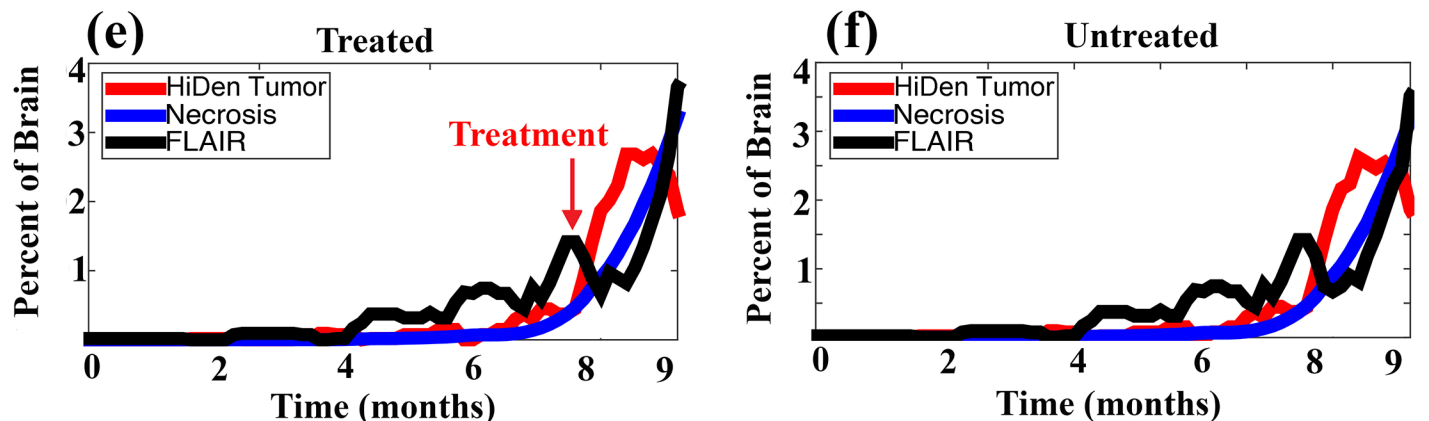 (e)
Treated
HiDen Tumor
Necrosis
FLAIR
Treatment
Percent of Brain
4
3
2
1
0 2 4 6 8 9
Time (months)
(f)
Untreated
HiDen Tumor
Necrosis
FLAIR
Percent of Brain
4
3
2
1
0 2 4 6 8 9
Time (months)